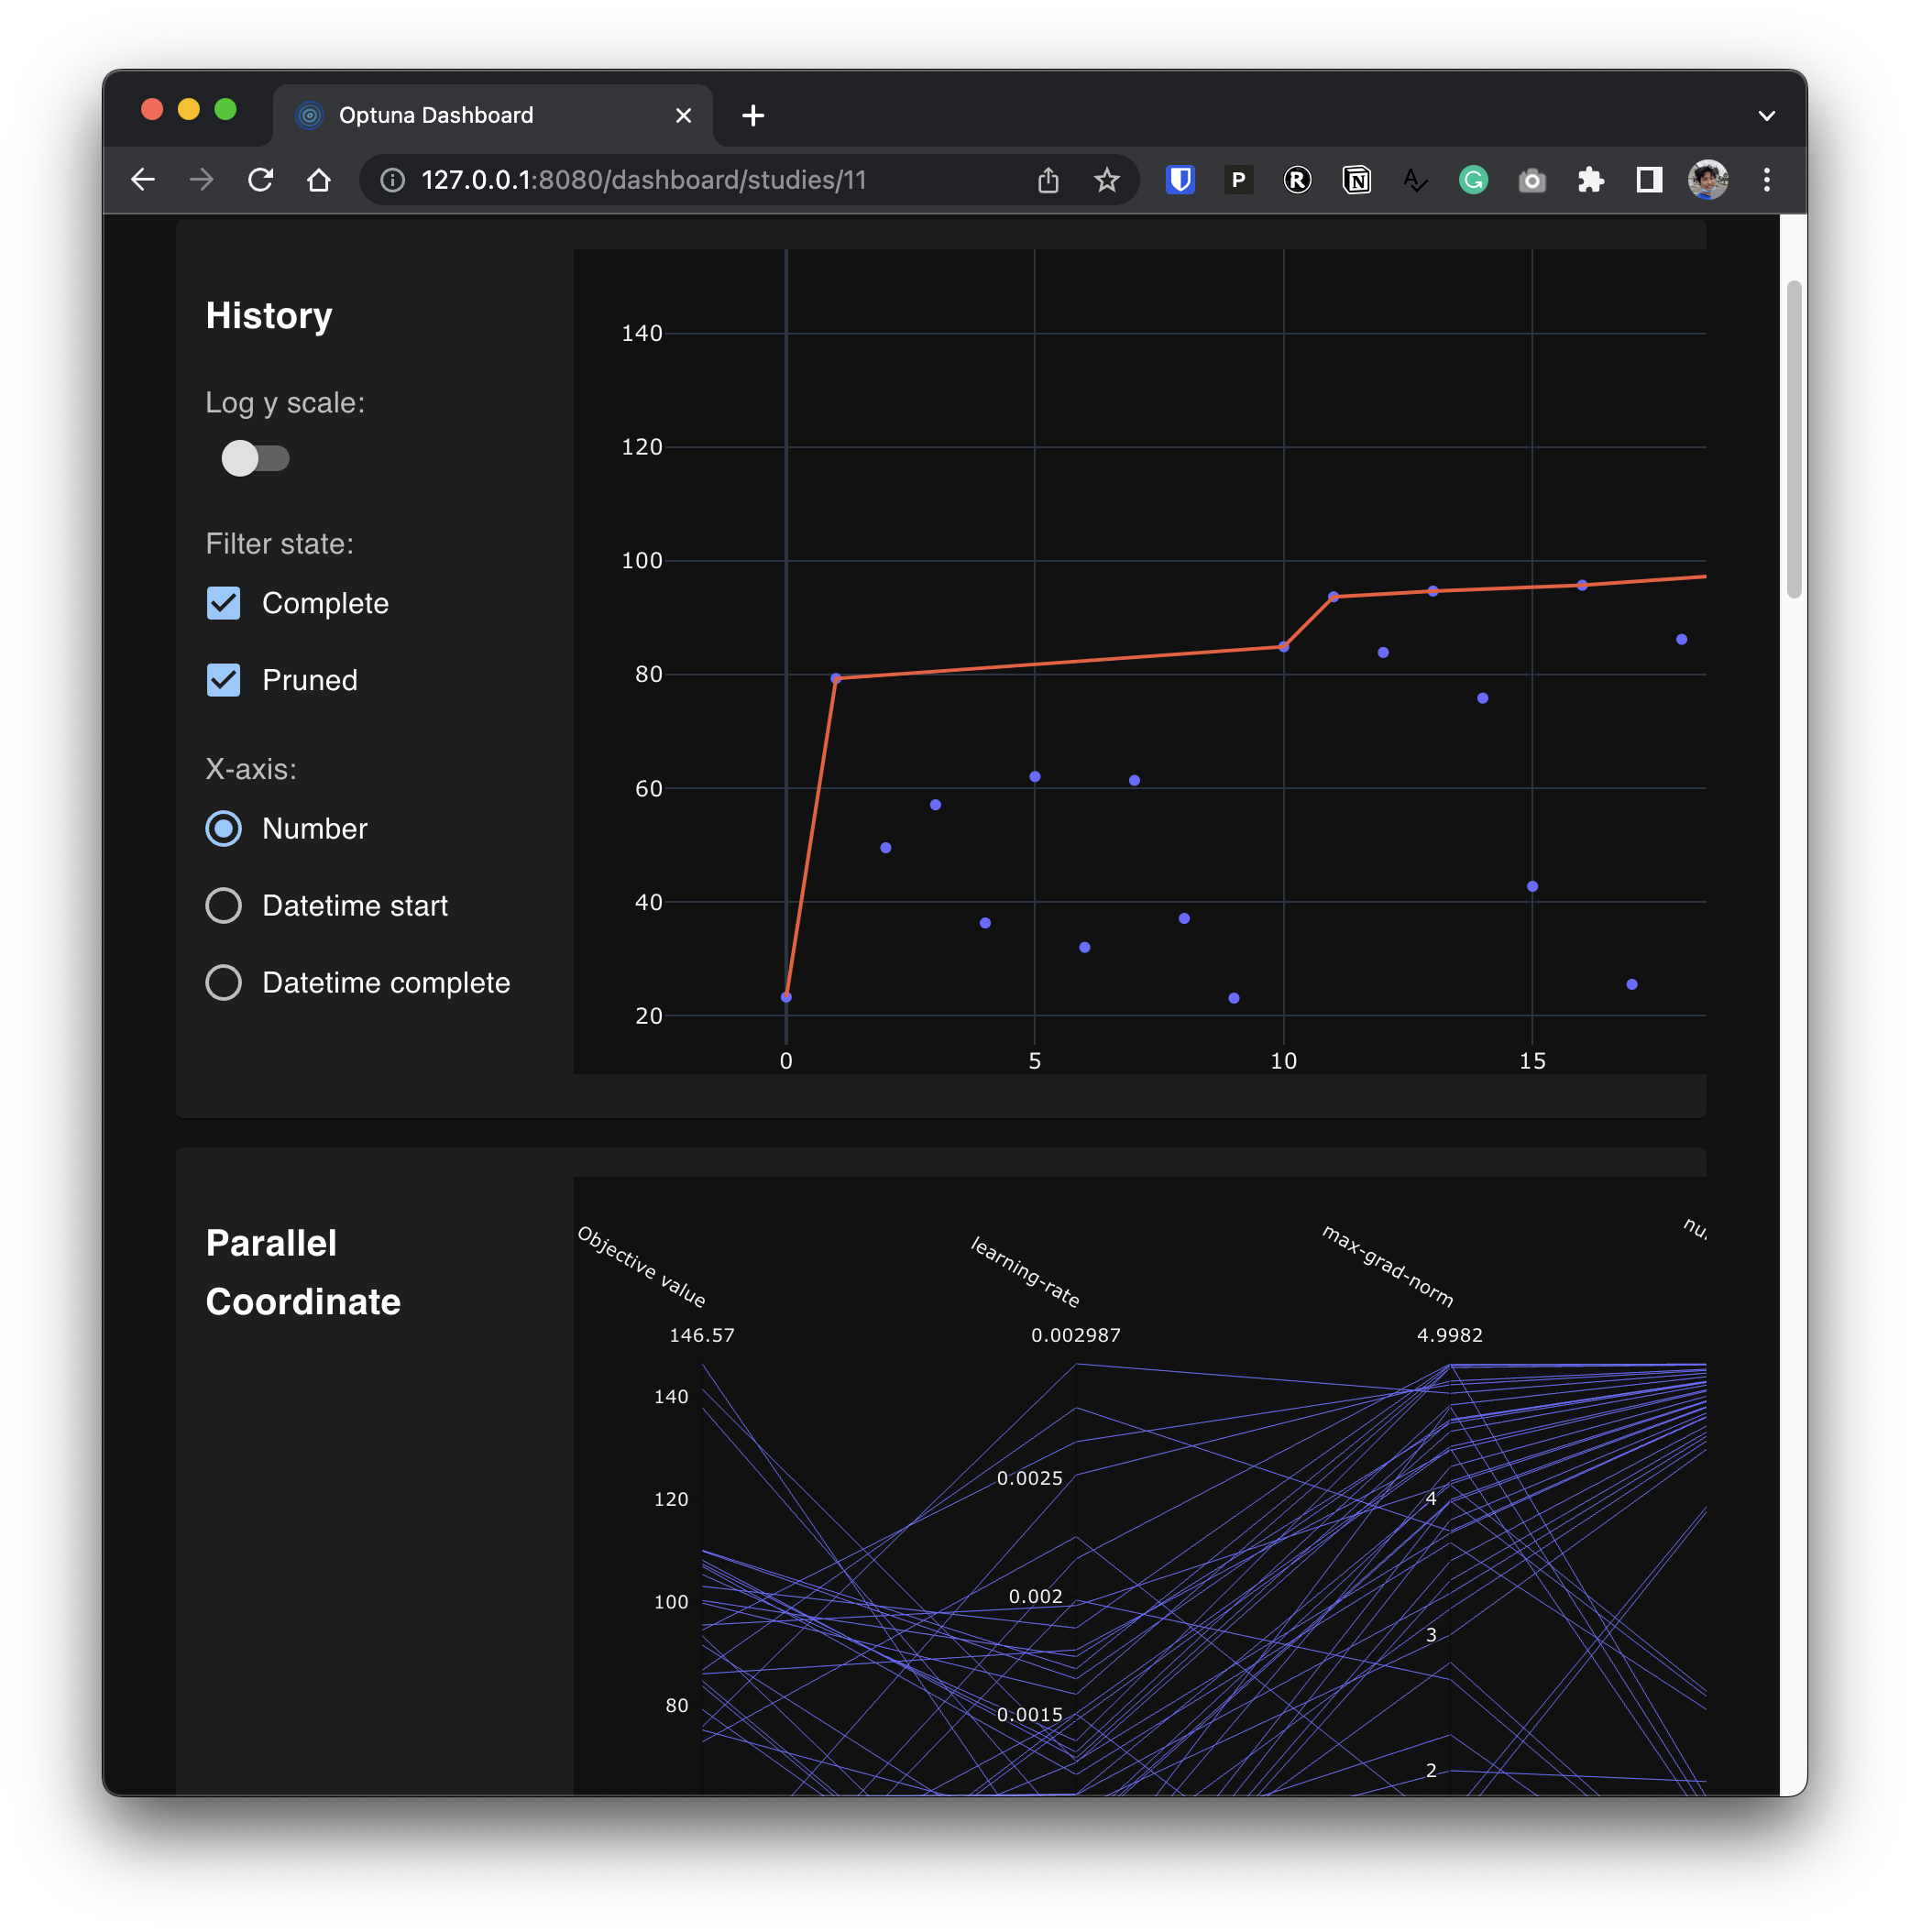 Optuna Dashboard
127.0.0.1:8080/dashboard/studies/11
P
R
N
A
G
History
Log y scale:
Filter state:
Complete
Pruned
X-axis:
Number
Datetime start
Datetime complete
140
120
100
80
60
40
20
0 5 10 15
Parallel
Coordinate
Objective value learning-rate max-grad-norm nu
146.57 0.002987 4.9982
140
0.0025
120 4
100 0.002
3
80 0.0015
2